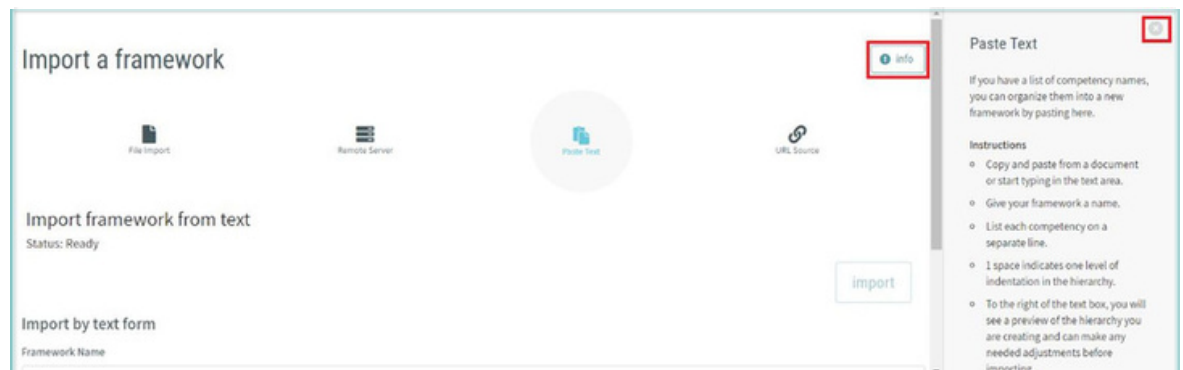 Import a framework
info
File Import
Remote Server
Paste Text
URL Source
Import framework from text
Status: Ready
import
Import by text form
Framework Name
Paste Text
If you have a list of competency names,
you can organize them into a new
framework by pasting here.
Instructions
Copy and paste from a document
or start typing in the text area.
Give your framework a name.
List each competency on a
separate line.
1 space indicates one level of
indentation in the hierarchy.
To the right of the text box, you will
see a preview of the hierarchy you
are creating and can make any
needed adjustments before
importing